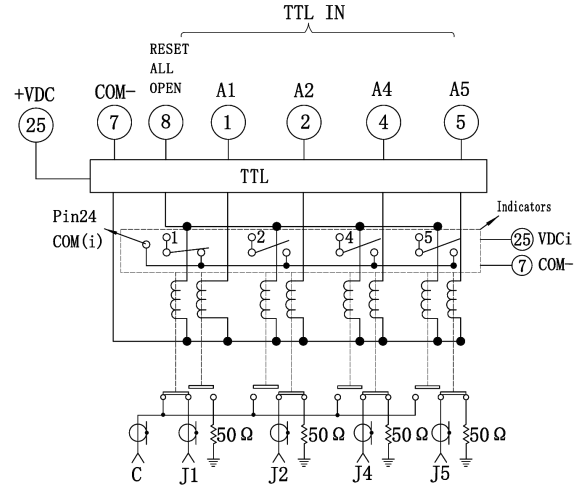 TTL IN
RESET
ALL
OPEN
+VDC COM- A1 A2 A4 A5
25 7 8 1 2 4 5
TTL
Pin24
COM(i)
Indicators
1 2 4 5
25 VDCi
7 COM-
50 Ω 50 Ω 50 Ω 50 Ω
C J1 J2 J4 J5